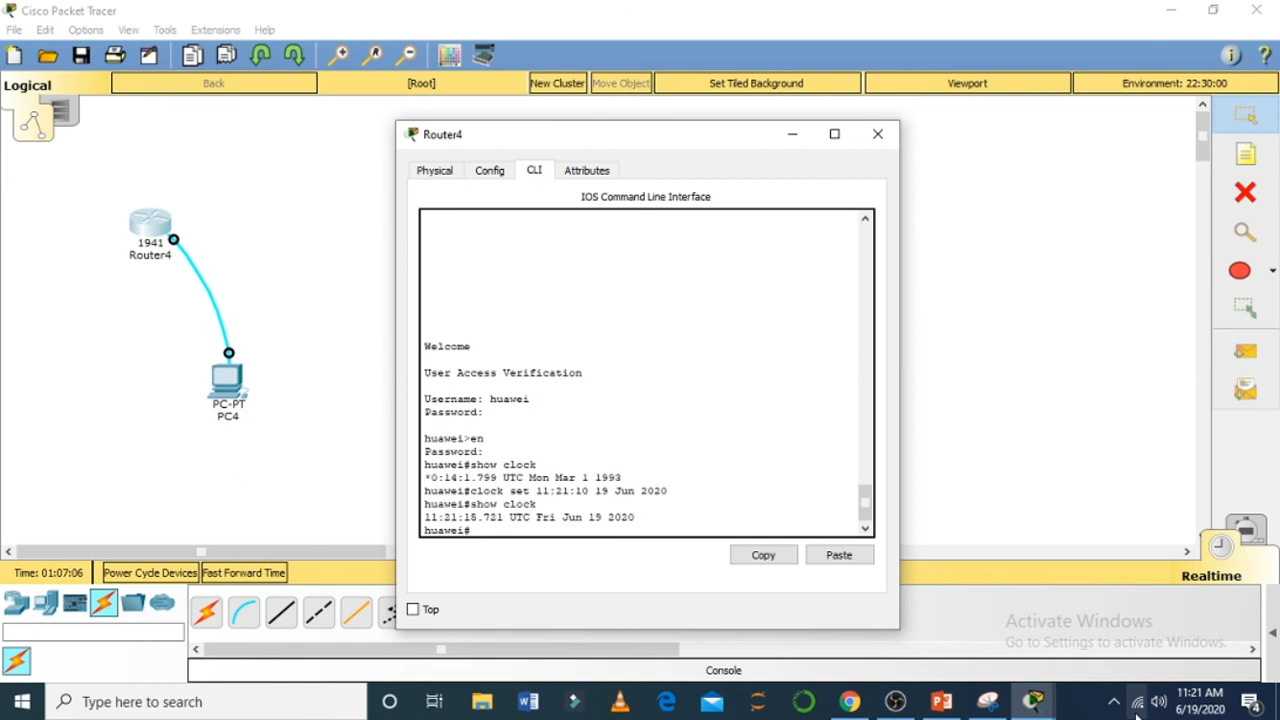 Cisco Packet Tracer
File Edit Options View Tools Extensions Help
Logical Back [Root] New Cluster Move Object Set Tiled Background Viewport Environment: 22:30:00
1941
Router4
PC-PT
PC4
Router4
Physical Config CLI Attributes
IOS Command Line Interface
Welcome
User Access Verification
Username: huawei
Password:
huawei>en
Password:
huawei#show clock
*0:14:1.799 UTC Mon Mar 1 1993
huawei#clock set 11:21:10 19 Jun 2020
huawei#show clock
11:21:15.721 UTC Fri Jun 19 2020
huawei#
Copy Paste
Top
Time: 01:07:06 Power Cycle Devices Fast Forward Time
Realtime
Activate Windows
Go to Settings to activate Windows.
Console
Type here to search
11:21 AM
6/19/2020
4